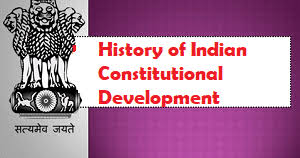 History of Indian
Constitutional
Development
सत्यमेव जयते